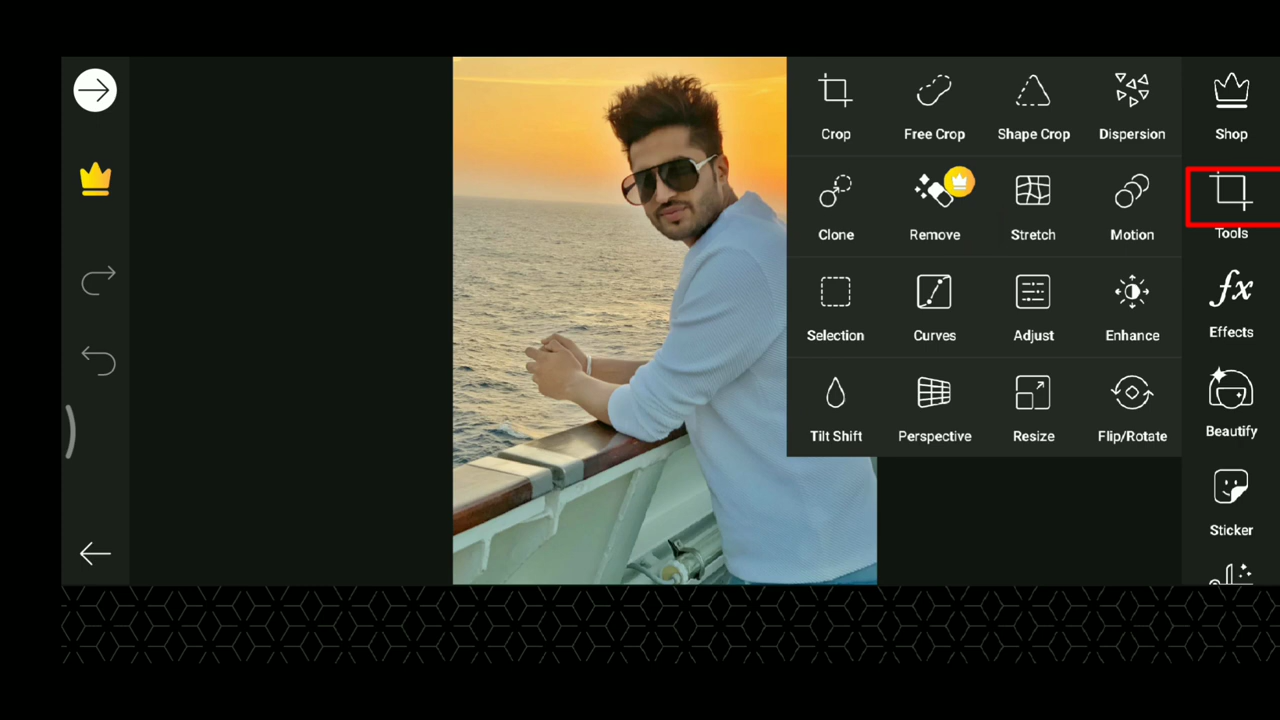 Crop Free Crop Shape Crop Dispersion Shop
Clone Remove Stretch Motion Tools
Selection Curves Adjust Enhance Effects
Tilt Shift Perspective Resize Flip/Rotate Beautify
Sticker